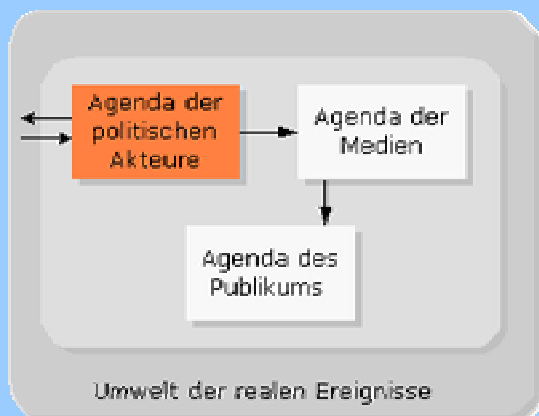 Agenda der
politischen
Akteure
Agenda der
Medien
Agenda des
Publikums
Umwelt der realen Ereignisse